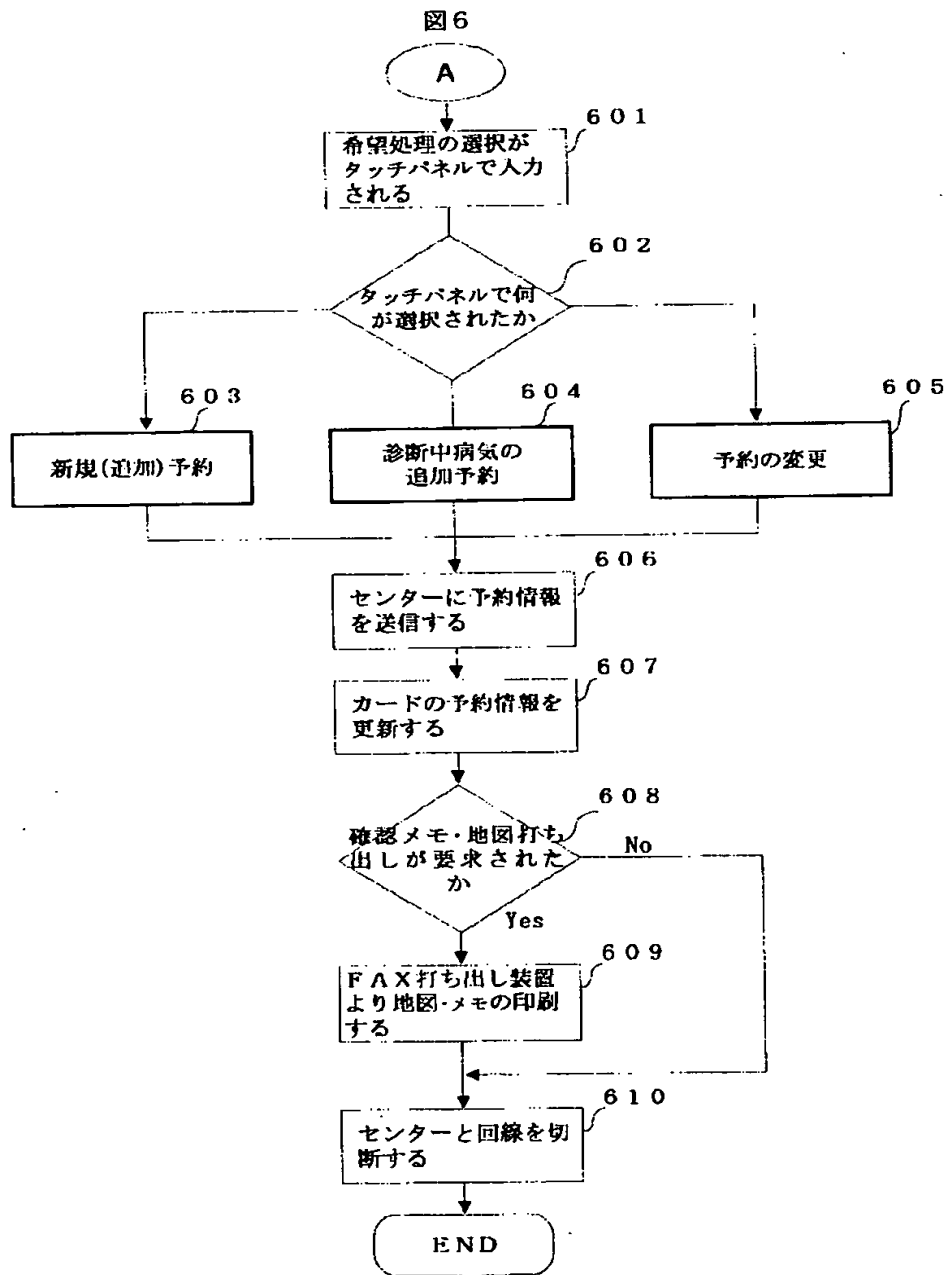 図6
A
601
希望処理の選択が
タッチパネルで入力
される
602
タッチパネルで何
が選択されたか
603
新規(追加)予約
604
診断中病気の
追加予約
605
予約の変更
606
センターに予約情報
を送信する
607
カードの予約情報を
更新する
608
確認メモ・地図打ち
出しが要求された
か
No
Yes
609
FAX打ち出し装置
より地図・メモの印刷
する
610
センターと回線を切
断する
END